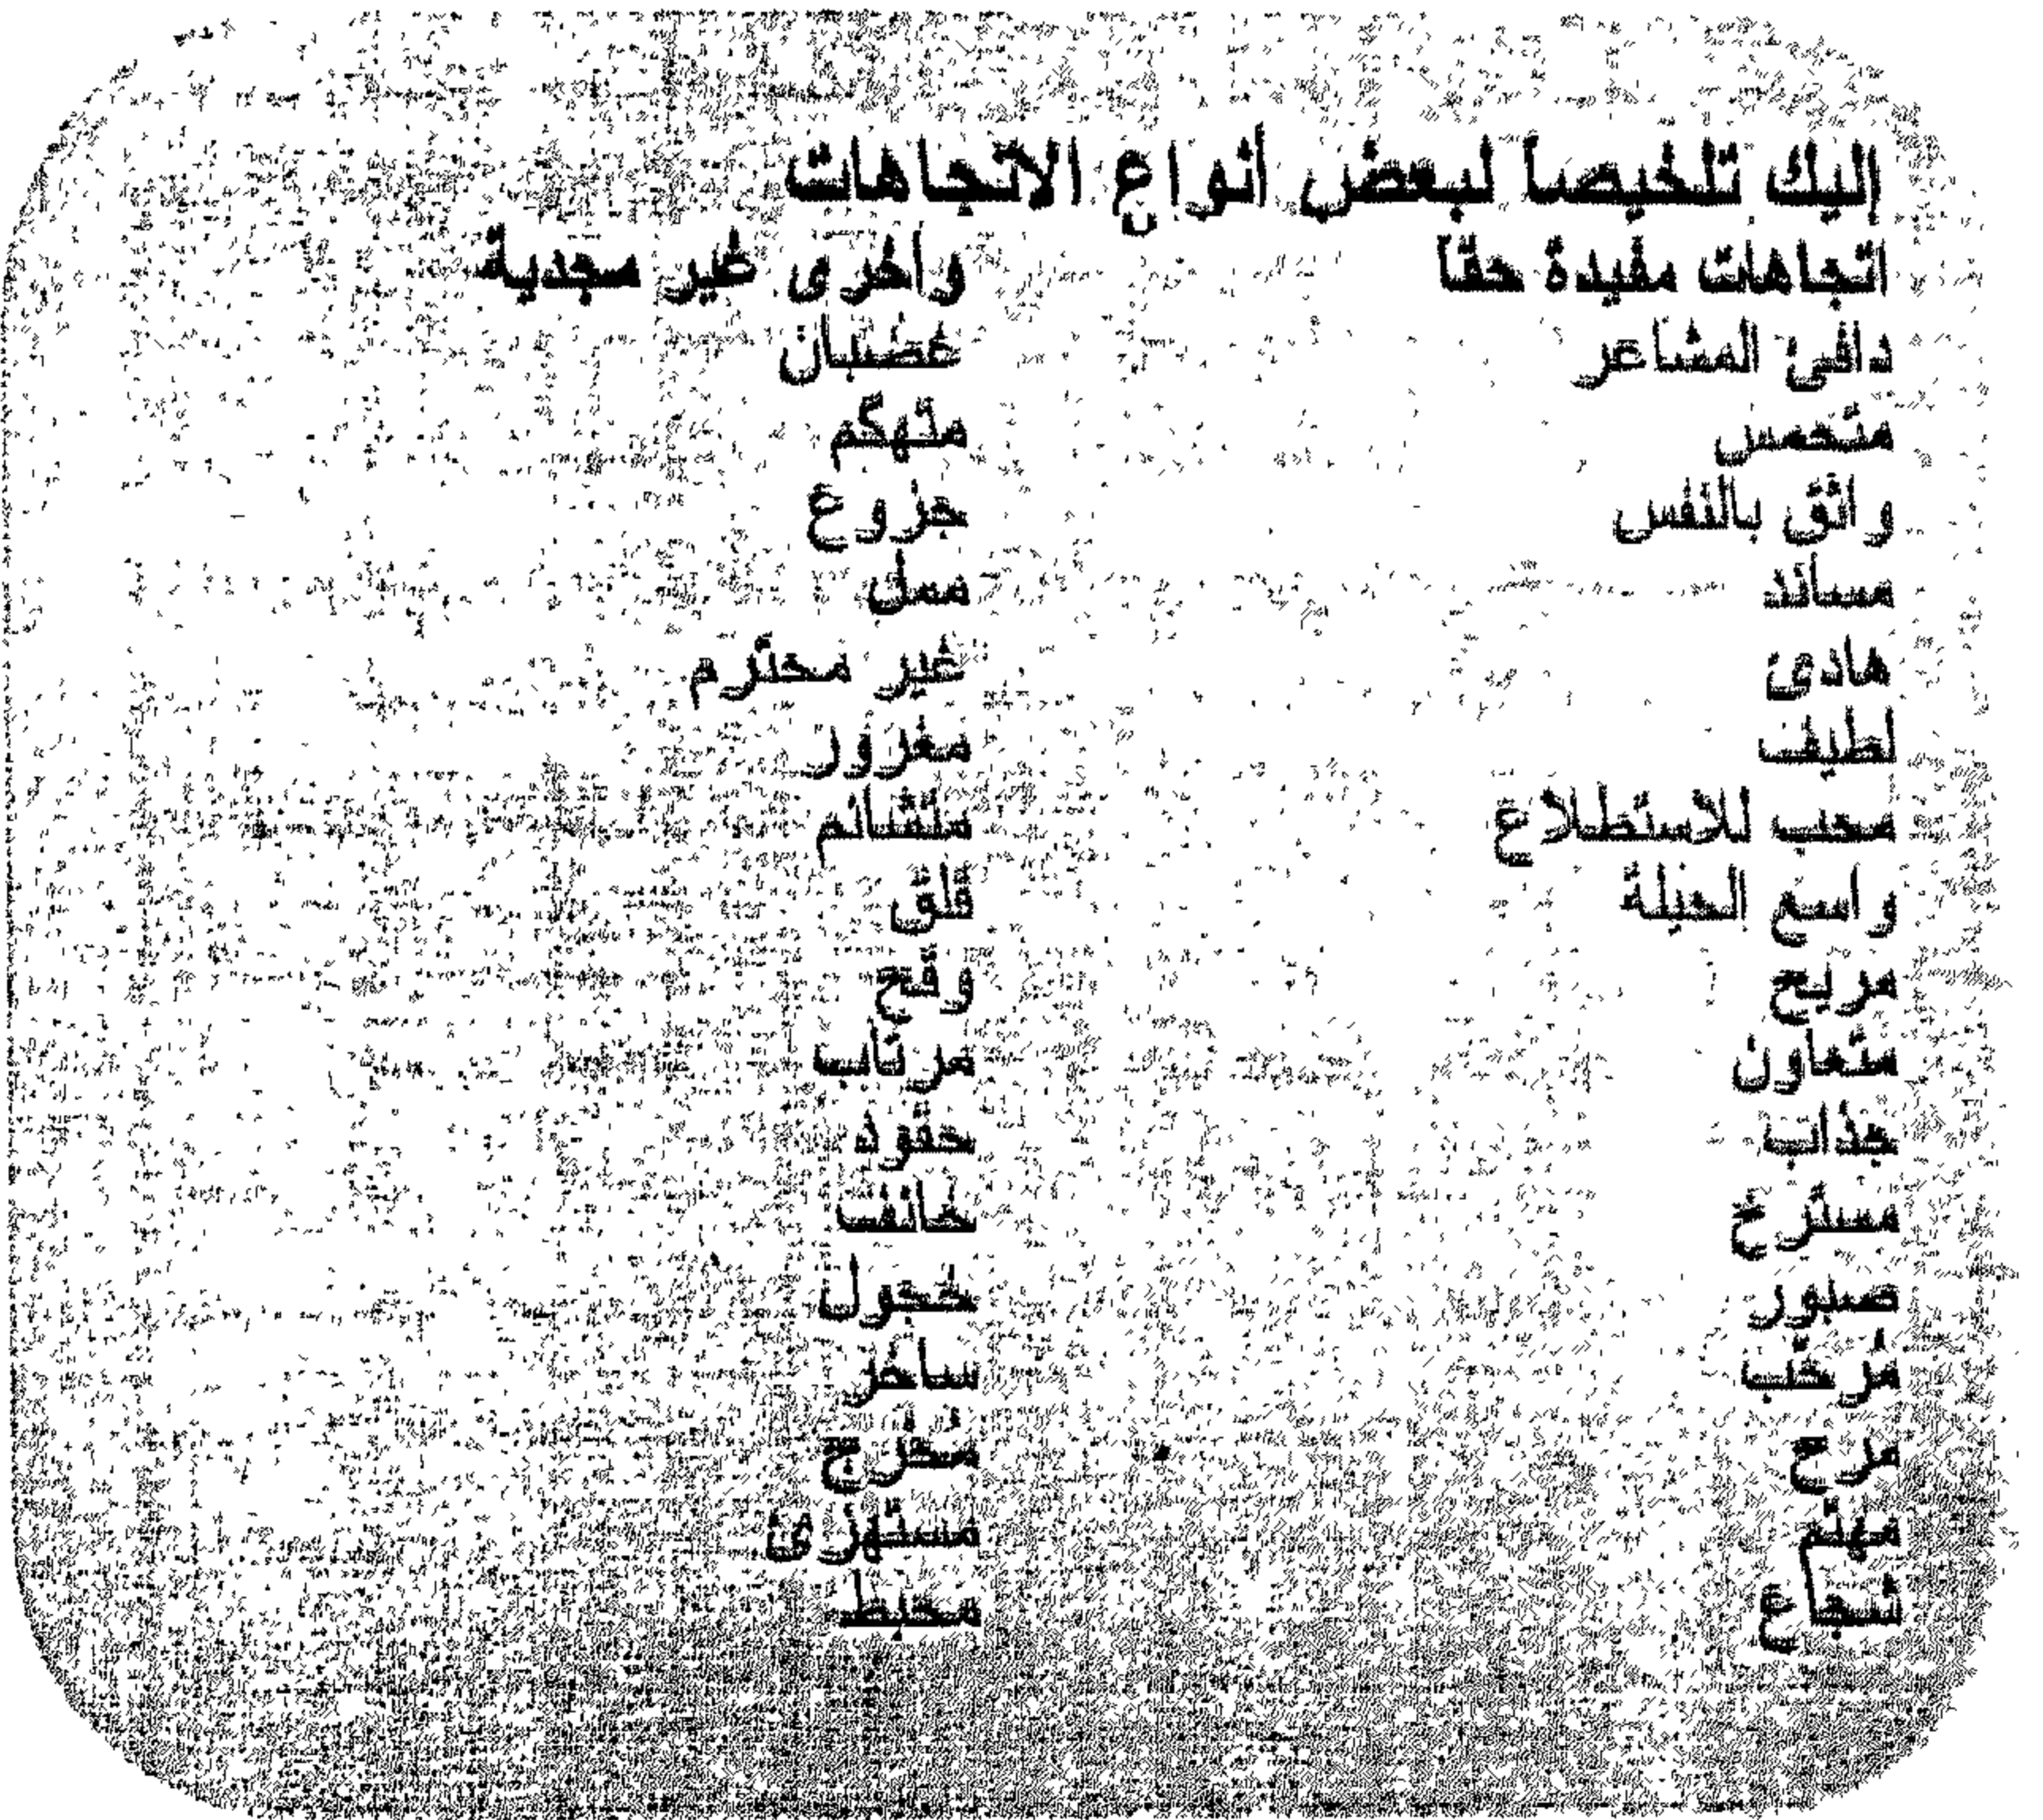 إليك تلخيصاً لبعض أنواع الاتجاهات
اتجاهات مفيدة حقاً وأخرى غير مجدية
دافئ المشاعر غضبان
متحمس متهكم
واثق بالنفس جزوع
مساند ممل
هادئ غير محترم
لطيف مغرور
محب للاستطلاع متشائم
واسع الحيلة قلق
مريح وقح
متعاون مرتاب
جذاب حقود
مسترخ خائف
صبور خجول
مرحّب ساخر
مرح محرج
مهتم مستهزئ
شجاع محبط